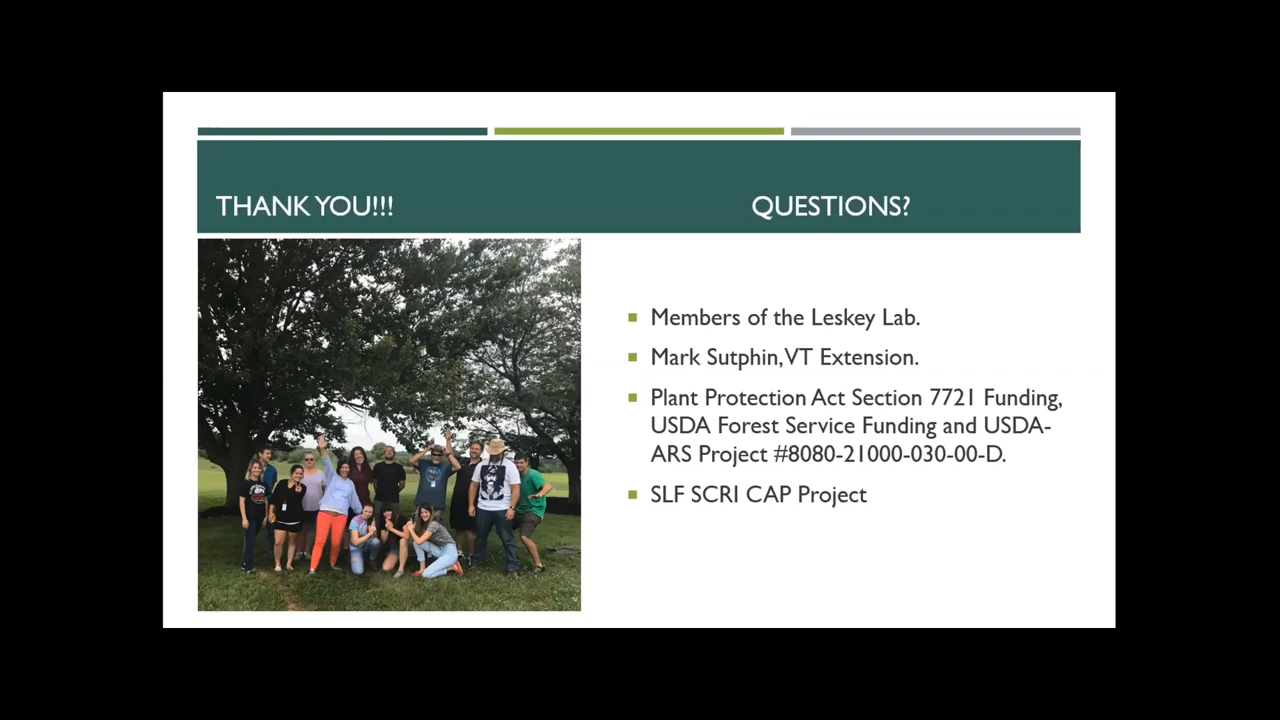 THANK YOU!!!
QUESTIONS?
Members of the Leskey Lab.
Mark Sutphin, VT Extension.
Plant Protection Act Section 7721 Funding,
USDA Forest Service Funding and USDA-
ARS Project #8080-21000-030-00-D.
SLF SCRI CAP Project